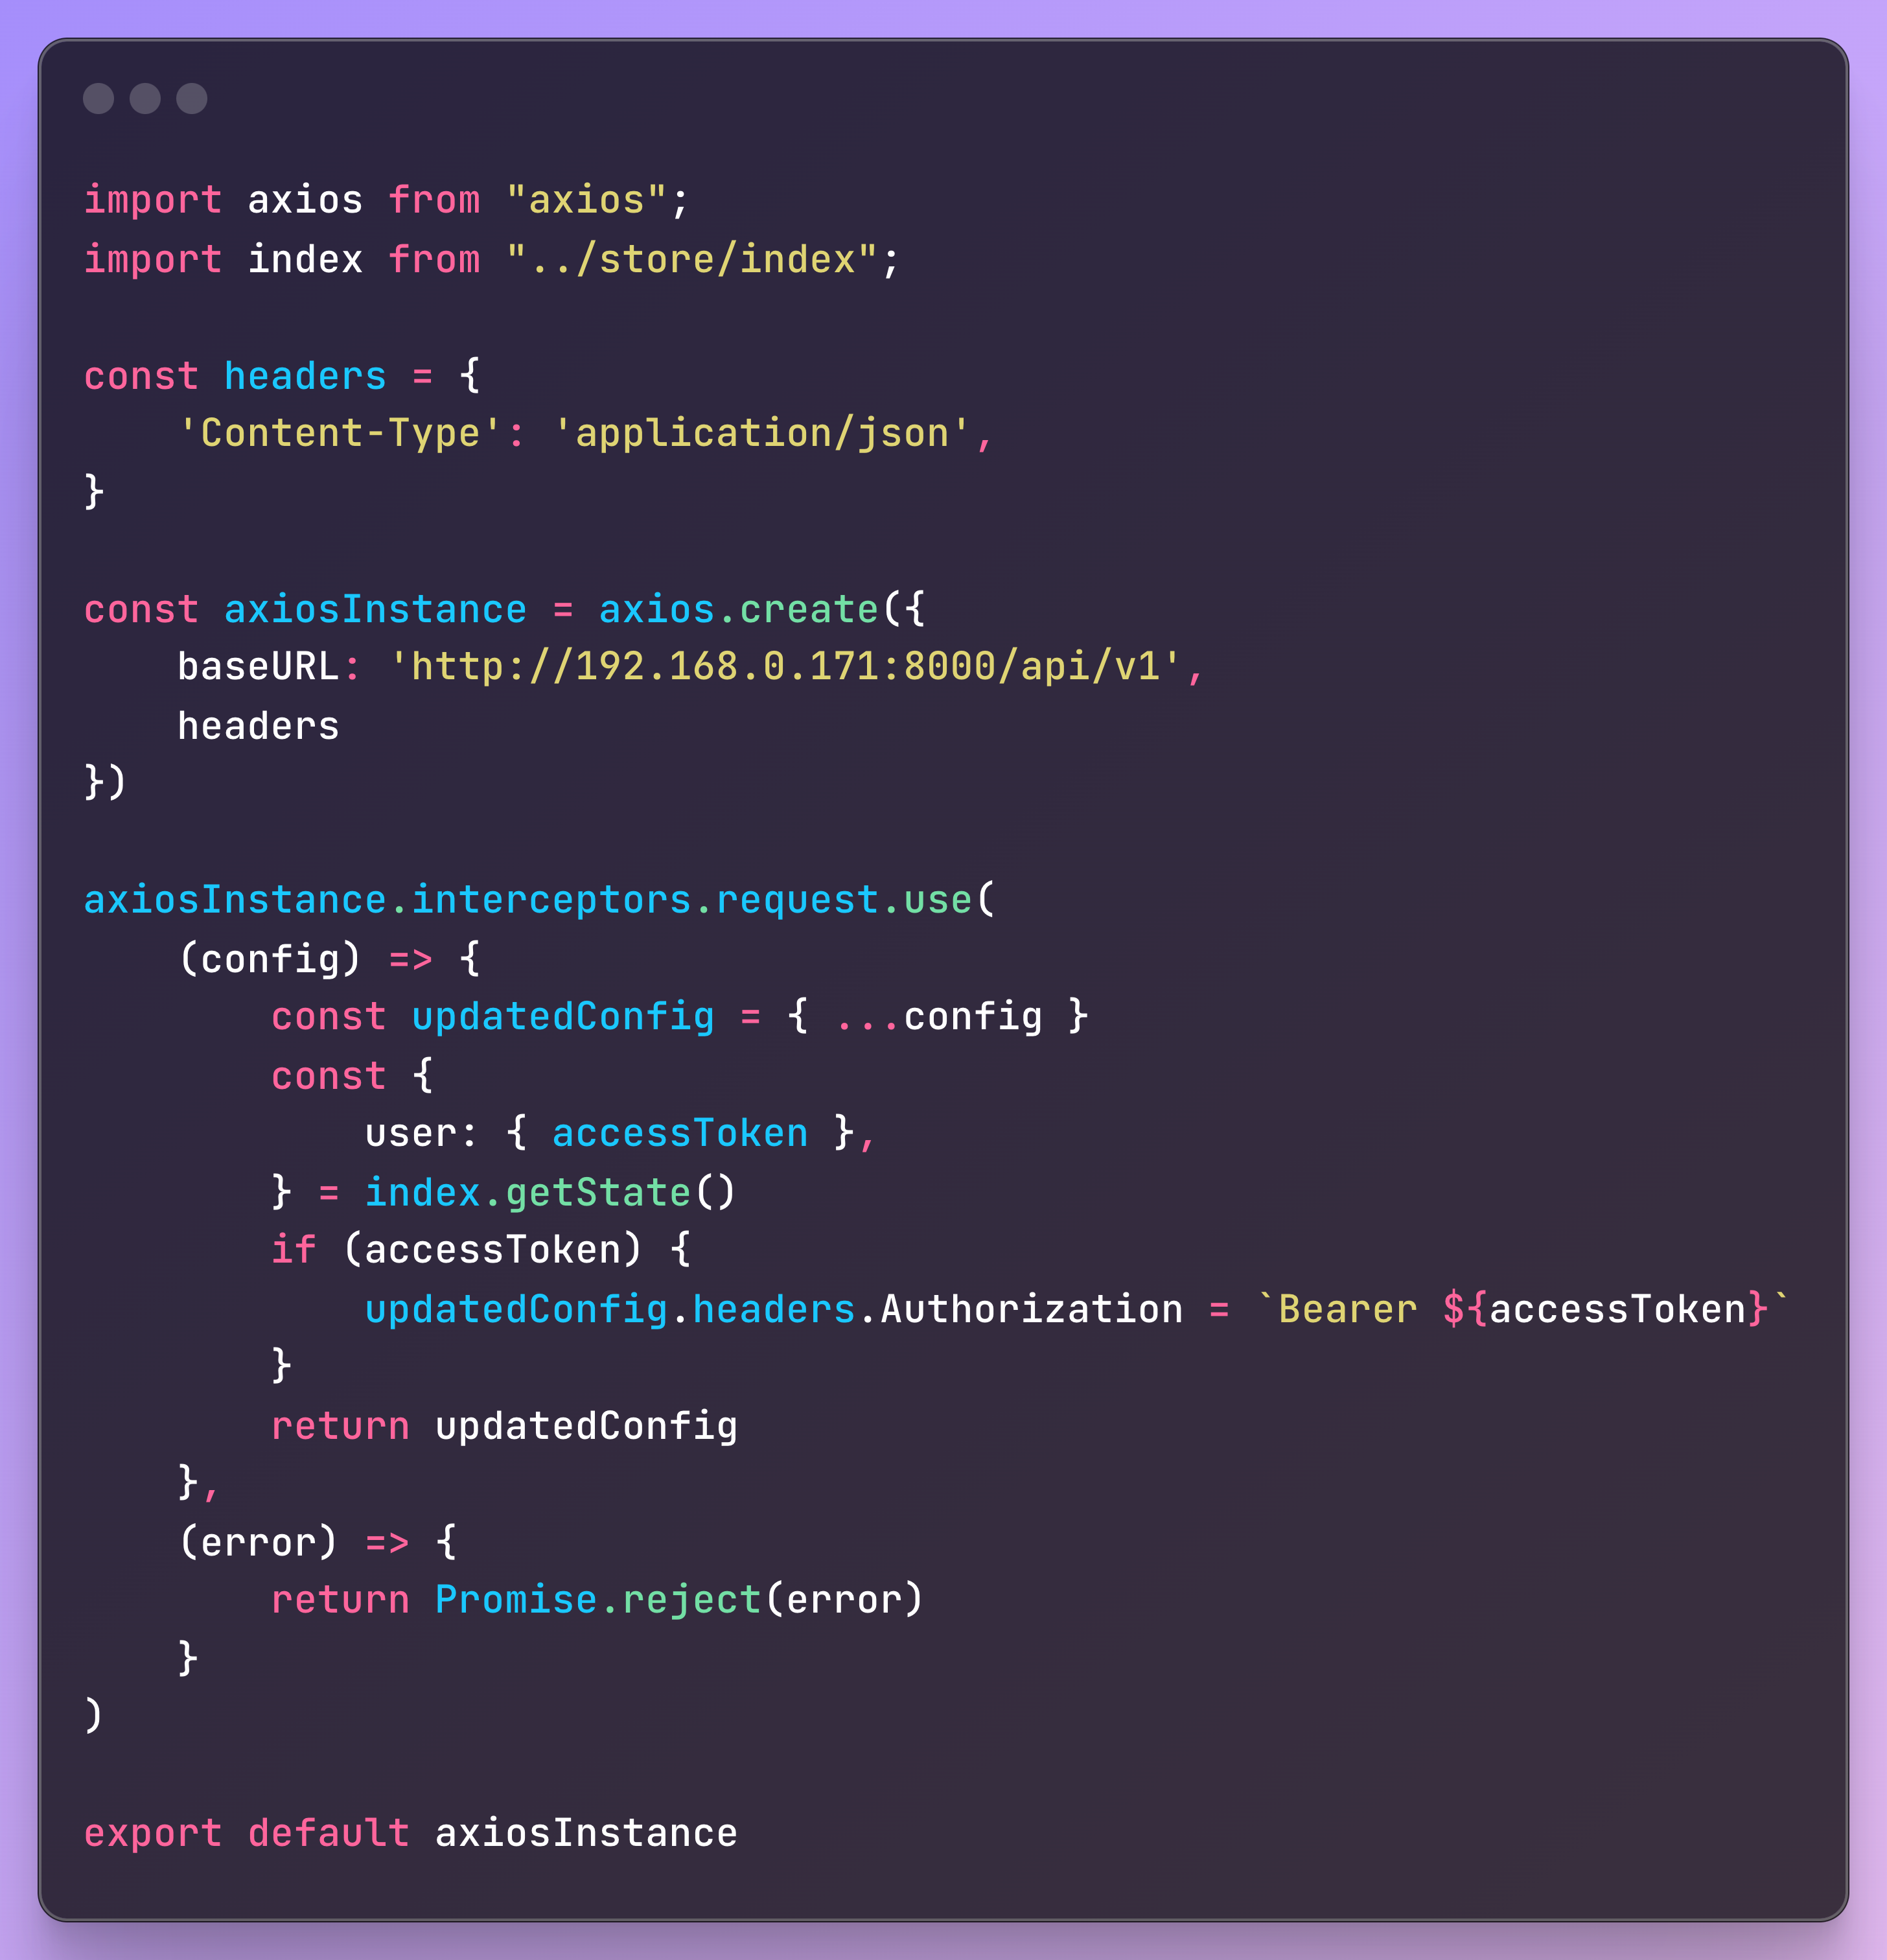 import axios from "axios";
import index from "../store/index";

const headers = {
    'Content-Type': 'application/json',
}

const axiosInstance = axios.create({
    baseURL: 'http://192.168.0.171:8000/api/v1',
    headers
})

axiosInstance.interceptors.request.use(
    (config) => {
        const updatedConfig = { ...config }
        const {
            user: { accessToken },
        } = index.getState()
        if (accessToken) {
            updatedConfig.headers.Authorization = `Bearer ${accessToken}`
        }
        return updatedConfig
    },
    (error) => {
        return Promise.reject(error)
    }
)

export default axiosInstance